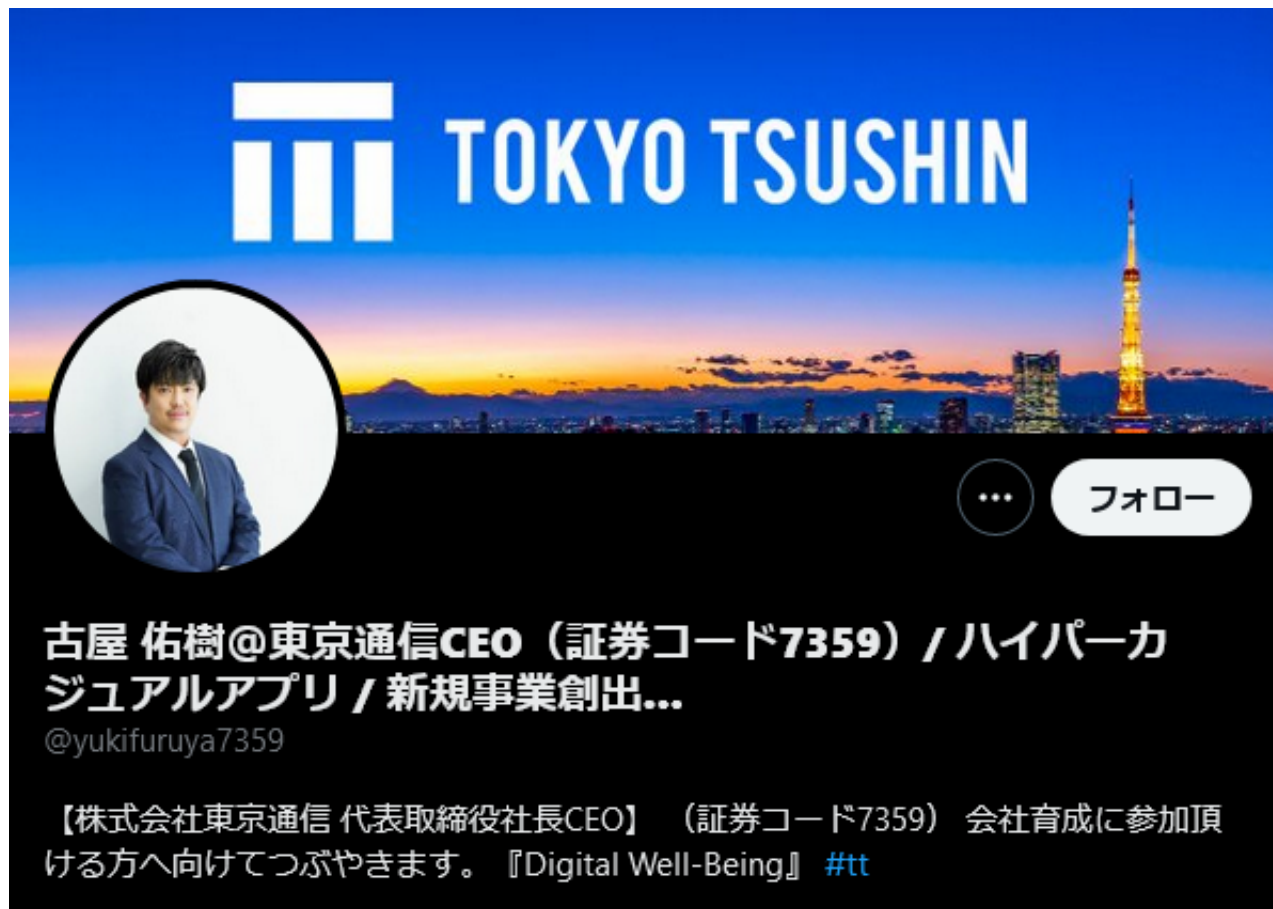 TOKYO TSUSHIN
フォロー
古屋 佑樹@東京通信CEO（証券コード7359）/ ハイパーカ
ジュアルアプリ / 新規事業創出...
@yukifuruya7359
【株式会社東京通信 代表取締役社長CEO】 （証券コード7359） 会社育成に参加頂
ける方へ向けてつぶやきます。『Digital Well-Being』 #tt